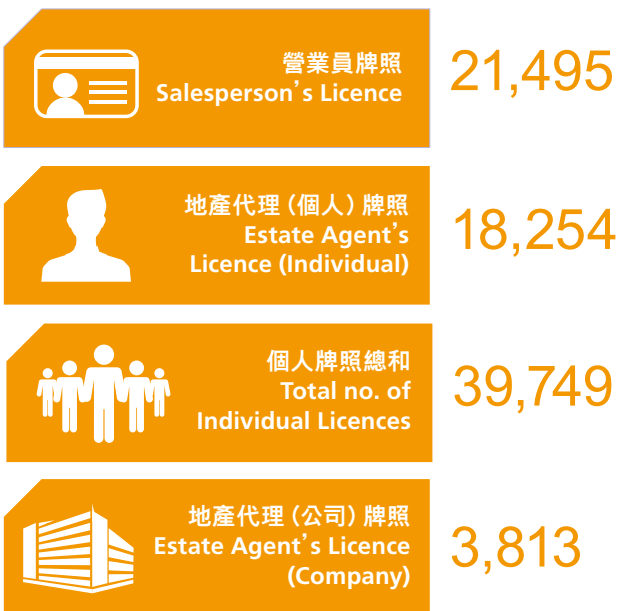 營業員牌照
Salesperson's Licence
21,495
地產代理（個人）牌照
Estate Agent's
Licence (Individual)
18,254
個人牌照總和
Total no. of
Individual Licences
39,749
地產代理（公司）牌照
Estate Agent's Licence
(Company)
3,813